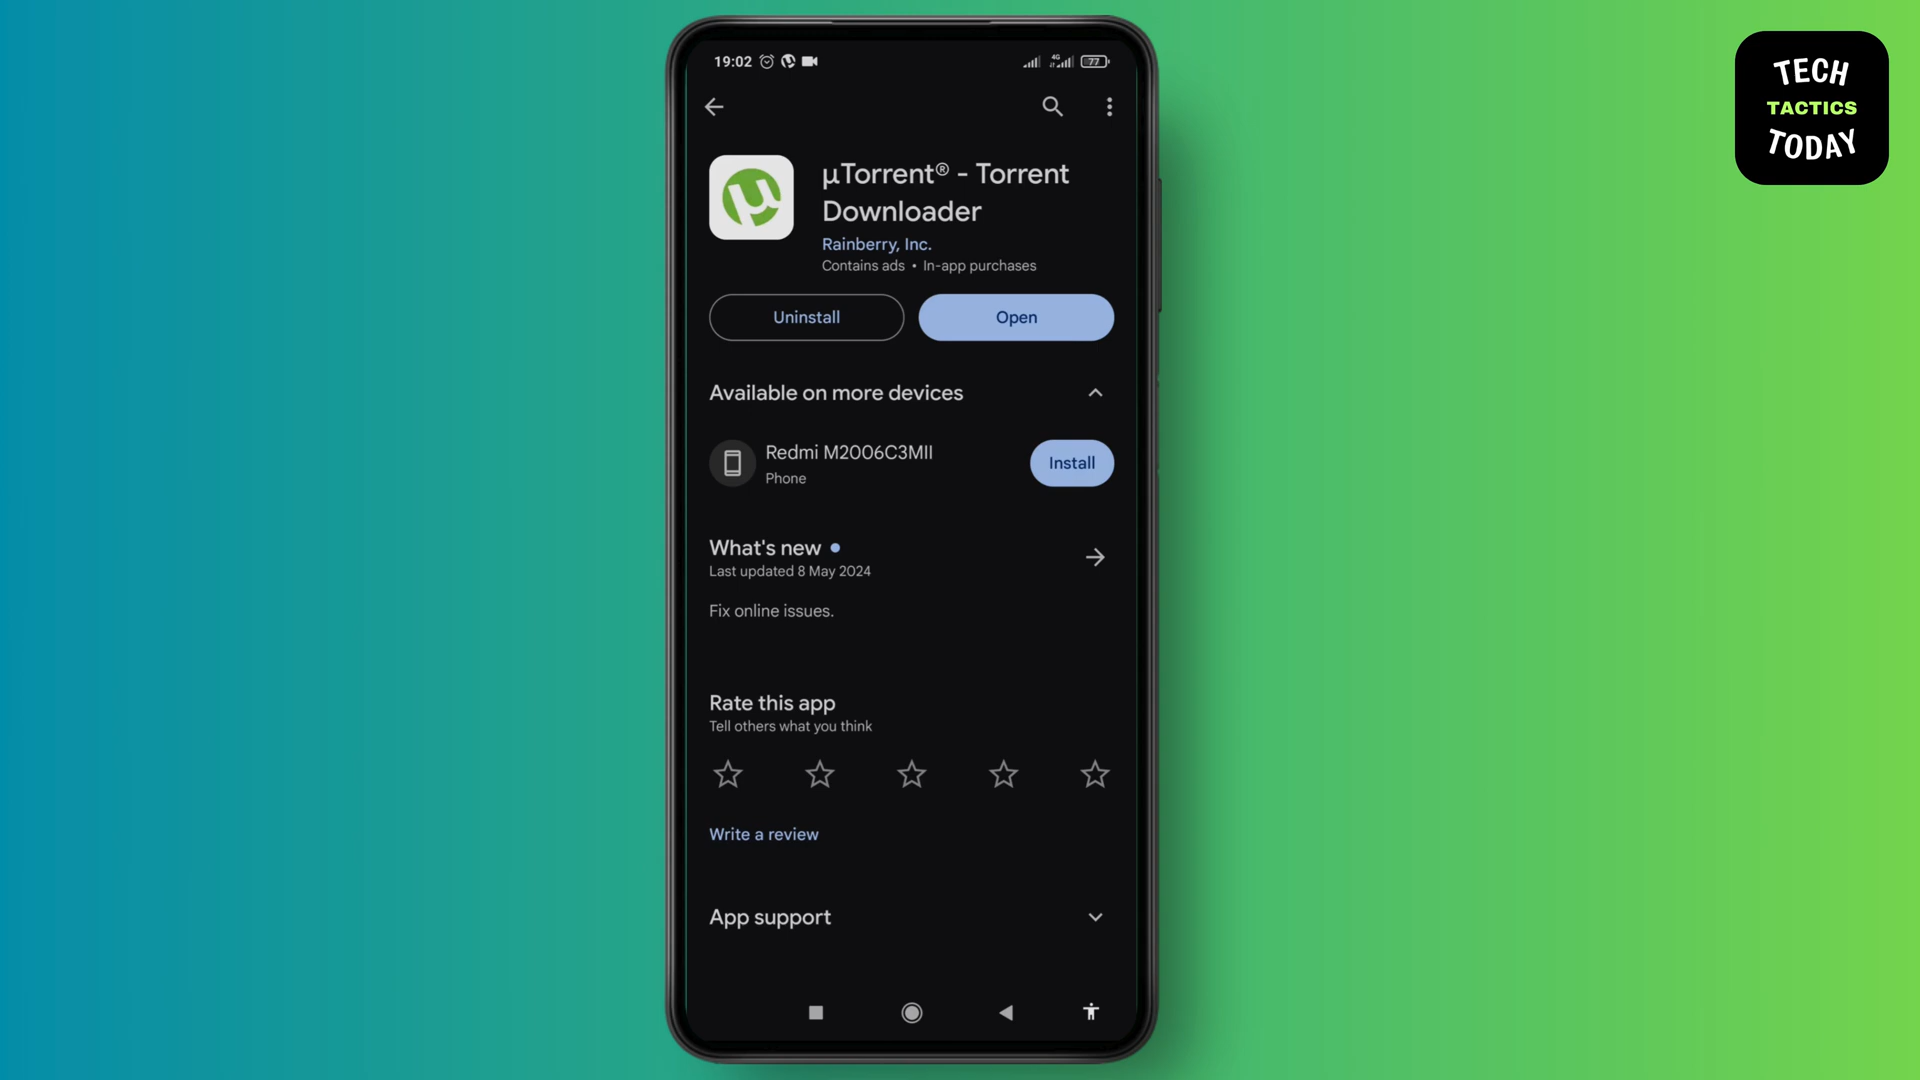 TECH
TACTICS
TODAY
19:02
4G
77
µTorrent® - Torrent
Downloader
Rainberry, Inc.
Contains ads • In-app purchases
Uninstall
Open
Available on more devices
Redmi M2006C3MII
Phone
Install
What's new
Last updated 8 May 2024
Fix online issues.
Rate this app
Tell others what you think
Write a review
App support